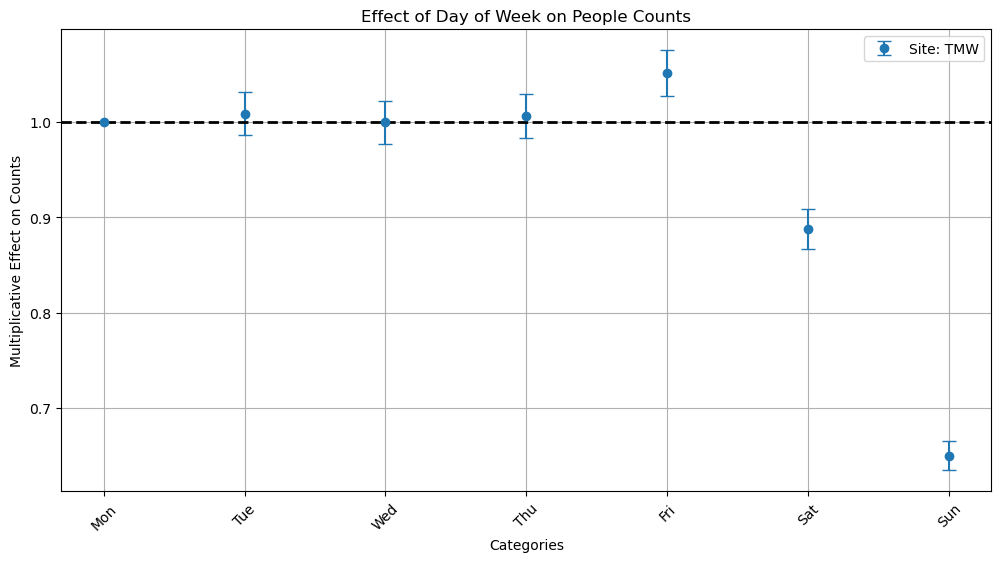 Effect of Day of Week on People Counts
Site: TMW
Multiplicative Effect on Counts
1.0
0.9
0.8
0.7
Mon
Tue
Wed
Thu
Fri
Sat
Sun
Categories